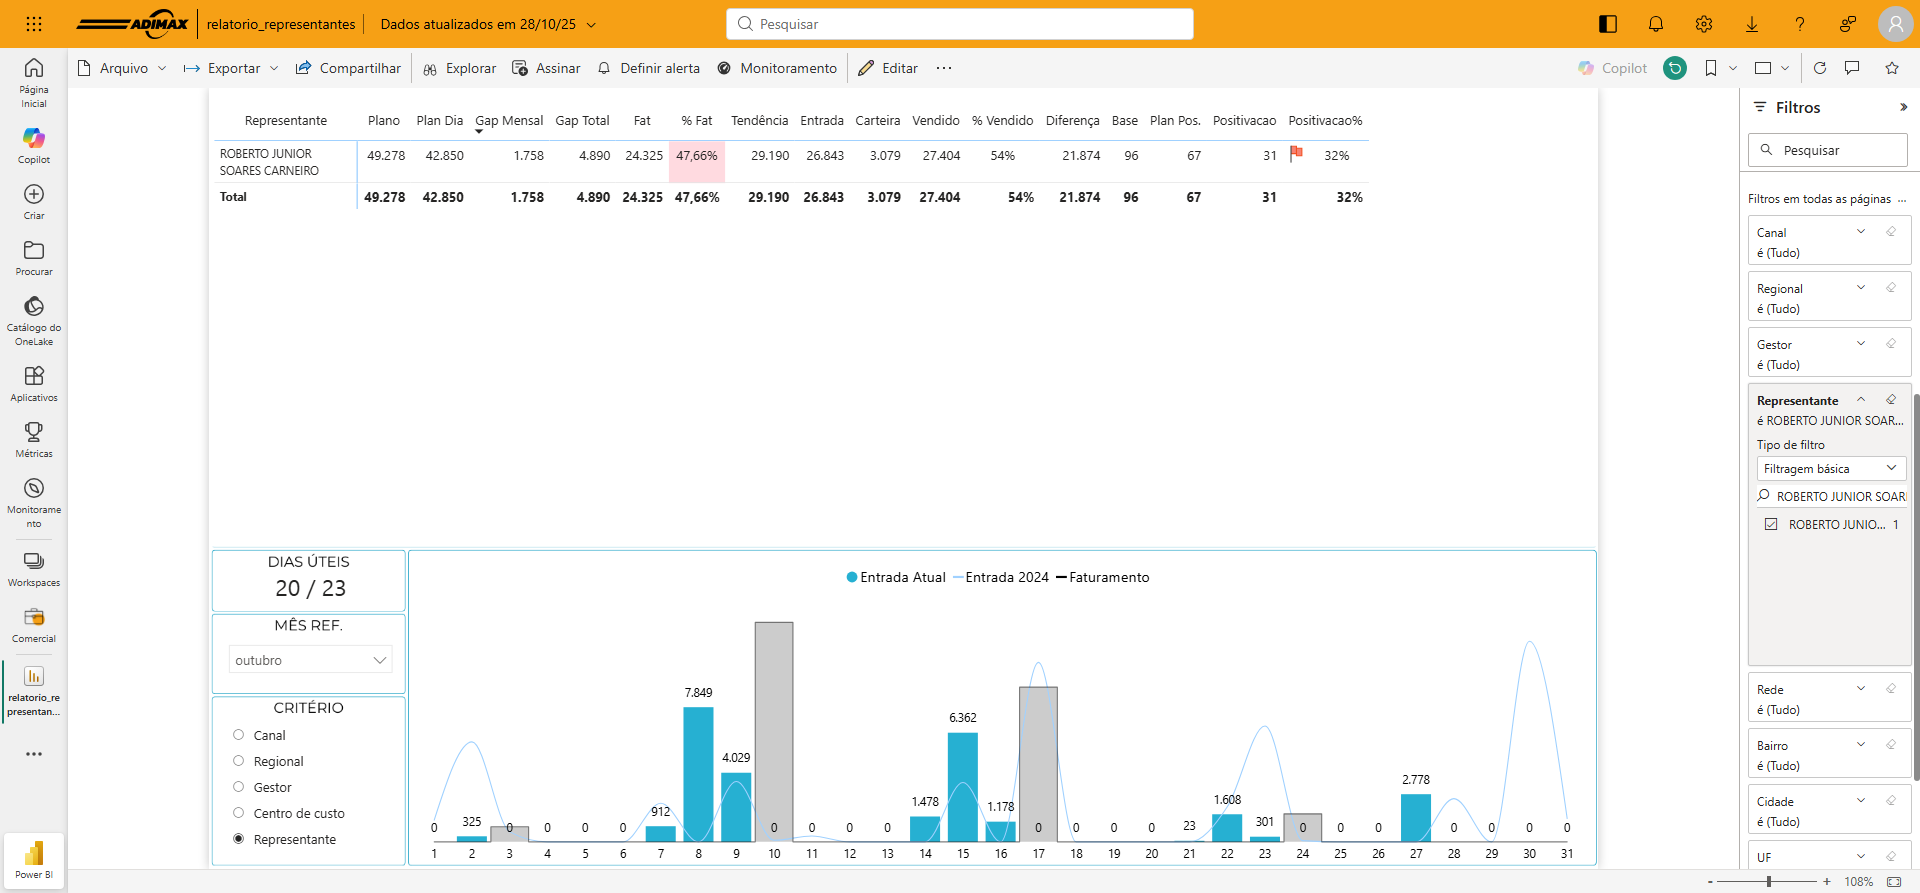 ADIMAX
relatorio_representantes
Dados atualizados em 28/10/25
Pesquisar
Arquivo
Exportar
Compartilhar
Explorar
Assinar
Definir alerta
Monitoramento
Editar
Copilot
Página
Inicial
Copilot
Criar
Procurar
Catálogo do
OneLake
Aplicativos
Métricas
Monitorame
nto
Workspaces
Comercial
relatorio_re
presentan...
Power BI
Representante Plano Plan Dia Gap Mensal Gap Total Fat % Fat Tendência Entrada Carteira Vendido % Vendido Diferença Base Plan Pos. Positivacao Positivacao%
ROBERTO JUNIOR
SOARES CARNEIRO
49.278 42.850 1.758 4.890 24.325 47,66% 29.190 26.843 3.079 27.404 54% 21.874 96 67 31 32%
Total 49.278 42.850 1.758 4.890 24.325 47,66% 29.190 26.843 3.079 27.404 54% 21.874 96 67 31 32%
DIAS ÚTEIS
20 / 23
MÊS REF.
outubro
CRITÉRIO
Canal
Regional
Gestor
Centro de custo
Representante
Entrada Atual Entrada 2024 Faturamento
0 325 0 0 0 0 912 7.849 4.029 0 0 0 0 1.478 6.362 1.178 0 0 0 0 23 1.608 301 0 0 0 2.778 0 0 0 0
1 2 3 4 5 6 7 8 9 10 11 12 13 14 15 16 17 18 19 20 21 22 23 24 25 26 27 28 29 30 31
Filtros
Pesquisar
Filtros em todas as páginas ...
Canal
é (Tudo)
Regional
é (Tudo)
Gestor
é (Tudo)
Representante
é ROBERTO JUNIOR SOAR...
Tipo de filtro
Filtragem básica
ROBERTO JUNIOR SOARE
ROBERTO JUNIO... 1
Rede
é (Tudo)
Bairro
é (Tudo)
Cidade
é (Tudo)
UF
- + 108%